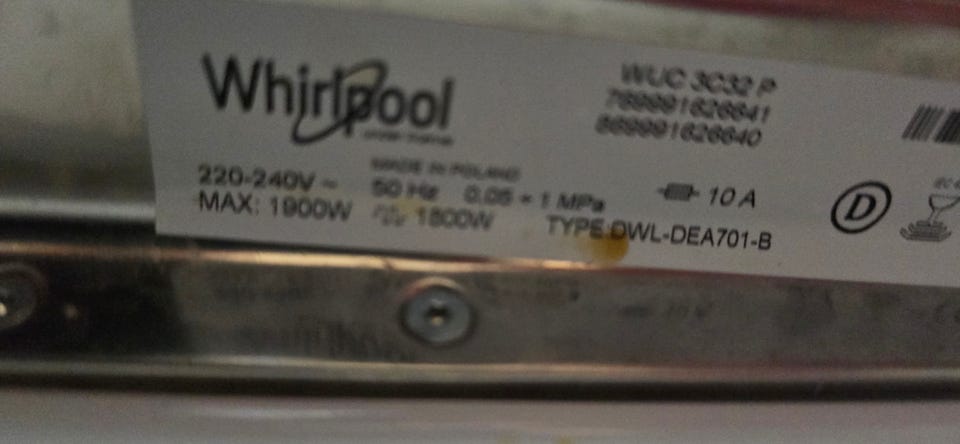 Whirlpool
WUC 3C32 P
MADE IN POLAND
220-240V ~ 50 Hz 0,05 ÷ 1 MPa 10 A
MAX: 1900W 1800W TYPE DWL-DEA701-B
D